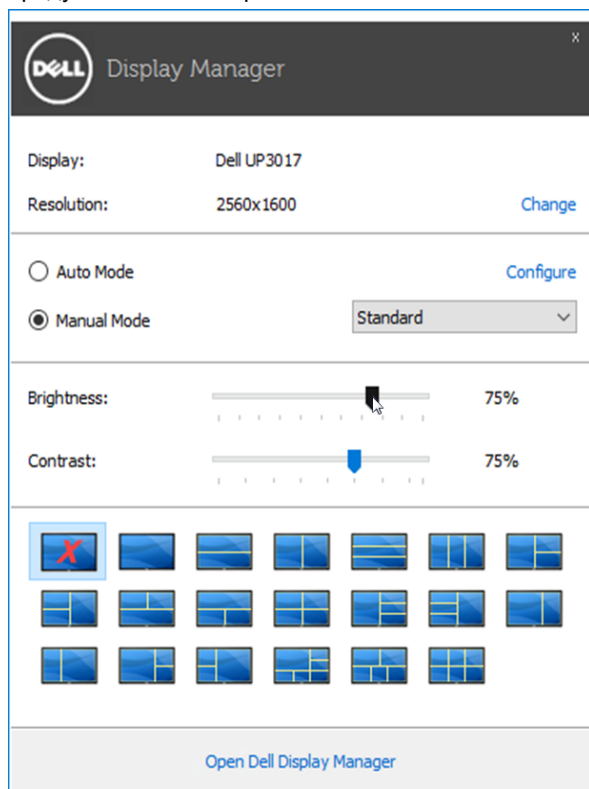 DELL Display Manager
x
Display: Dell UP3017
Resolution: 2560x1600 Change
Auto Mode Configure
Manual Mode Standard
Brightness: 75%
Contrast: 75%
X
Open Dell Display Manager